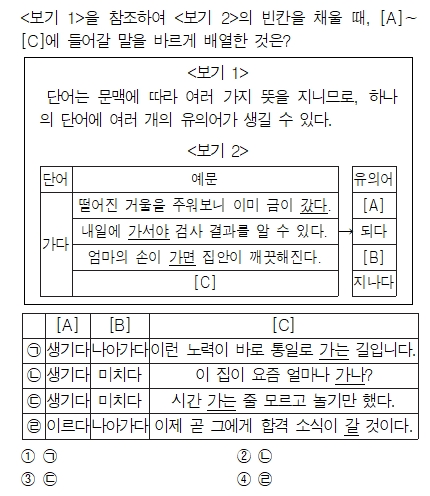 <보기 1>을 참조하여 <보기 2>의 빈칸을 채울 때, [A]～
[C]에 들어갈 말을 바르게 배열한 것은?
<보기 1>
단어는 문맥에 따라 여러 가지 뜻을 지니므로, 하나
의 단어에 여러 개의 유의어가 생길 수 있다.
<보기 2>
단어 예문 유의어
떨어진 거울을 주워보니 이미 금이 갔다. [A]
가다 내일에 가서야 검사 결과를 알 수 있다. → 되다
엄마의 손이 가면 집안이 깨끗해진다. [B]
[C] 지나다
[A] [B] [C]
㉠ 생기다 나아가다 이런 노력이 바로 통일로 가는 길입니다.
㉡ 생기다 미치다 이 집이 요즘 얼마나 가나?
㉢ 생기다 미치다 시간 가는 줄 모르고 놀기만 했다.
㉣ 이르다 나아가다 이제 곧 그에게 합격 소식이 갈 것이다.
① ㉠ ② ㉡
③ ㉢ ④ ㉣